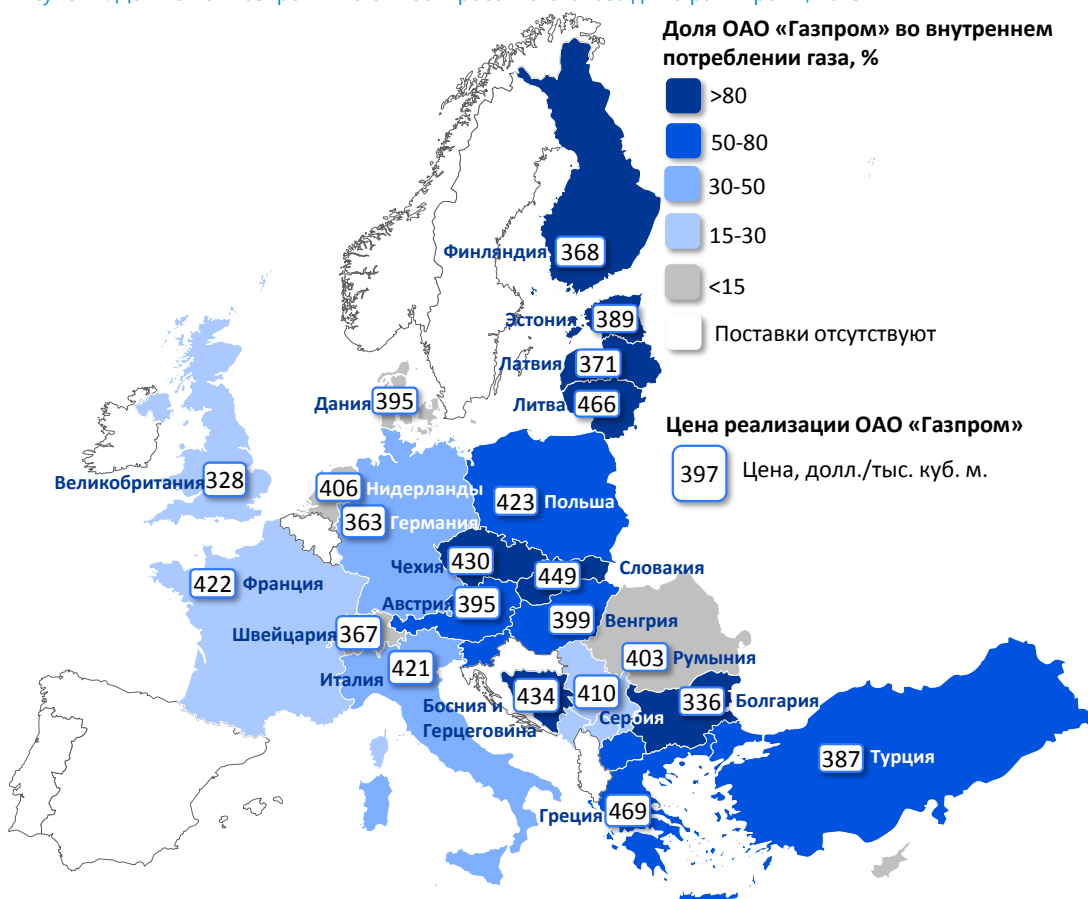 Доля ОАО «Газпром» во внутреннем
потреблении газа, %
>80
50-80
30-50
15-30
<15
Поставки отсутствуют
Цена реализации ОАО «Газпром»
397 Цена, долл./тыс. куб. м.
Финляндия 368
Эстония 389
Латвия 371
Литва 466
Дания 395
Великобритания 328
406 Нидерланды
363 Германия
423 Польша
Чехия 430
449 Словакия
422 Франция
Австрия 395
399 Венгрия
Швейцария 367
403 Румыния
Италия 421
434
Босния и
Герцеговина
410
Сербия
336 Болгария
387 Турция
Греция 469